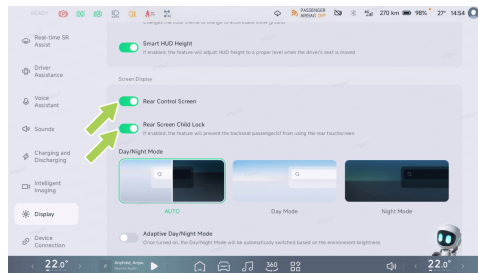 READY
PASSENGER
AIRBAG OFF
270 km
98%
27°
14:54
Real-time SR
Assist
Driver
Assistance
Voice
Assistant
Sounds
Charging and
Discharging
Intelligent
Imaging
Display
Device
Connection
Smart HUD Height
If enabled, the feature will adjust HUD height to a proper level when the driver's seat is moved
Screen Display
Rear Control Screen
Rear Screen Child Lock
If enabled, the feature will prevent the backseat passenger(s) from using the rear touchscreen.
Day/Night Mode
AUTO
Day Mode
Night Mode
Adaptive Day/Night Mode
Once turned on, the Day/Night Mode will be automatically switched based on the environment brightness
22.0°
Anytime, Anyw...
360
22.0°